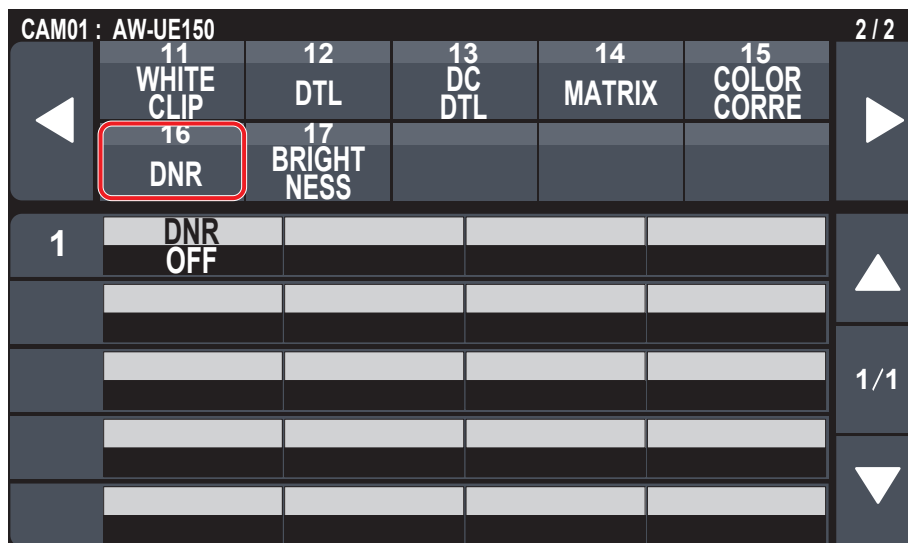 CAM01 : AW-UE150 2 / 2
11 12 13 14 15
WHITE CLIP DTL DC DTL MATRIX COLOR CORRE
16 17
DNR BRIGHT NESS
1 DNR
OFF
1/1